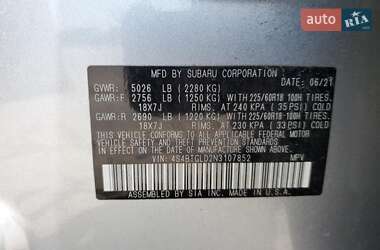 auto RIA.com
MFD. BY SUBARU CORPORATION
DATE: 06/21
GVWR: 5026 LB (2280 KG)
GAWR:F 2756 LB (1250 KG) WITH 225/60R18 100H TIRES.
18X7J RIMS. AT 240 KPA (35 PSI) COLD
GAWR:R 2690 LB (1220 KG) WITH 225/60R18 100H TIRES.
18X7J RIMS. AT 230 KPA (33 PSI) COLD
THIS VEHICLE CONFORMS TO ALL APPLICABLE FEDERAL
MOTOR VEHICLE SAFETY, BUMPER, AND THEFT PREVENTION
STANDARDS IN EFFECT ON THE DATE OF
MANUFACTURE SHOWN ABOVE.
VIN: 4S4BTGLD2N3107852 MPV
ASSEMBLED BY SIA INC. MADE IN U.S.A.